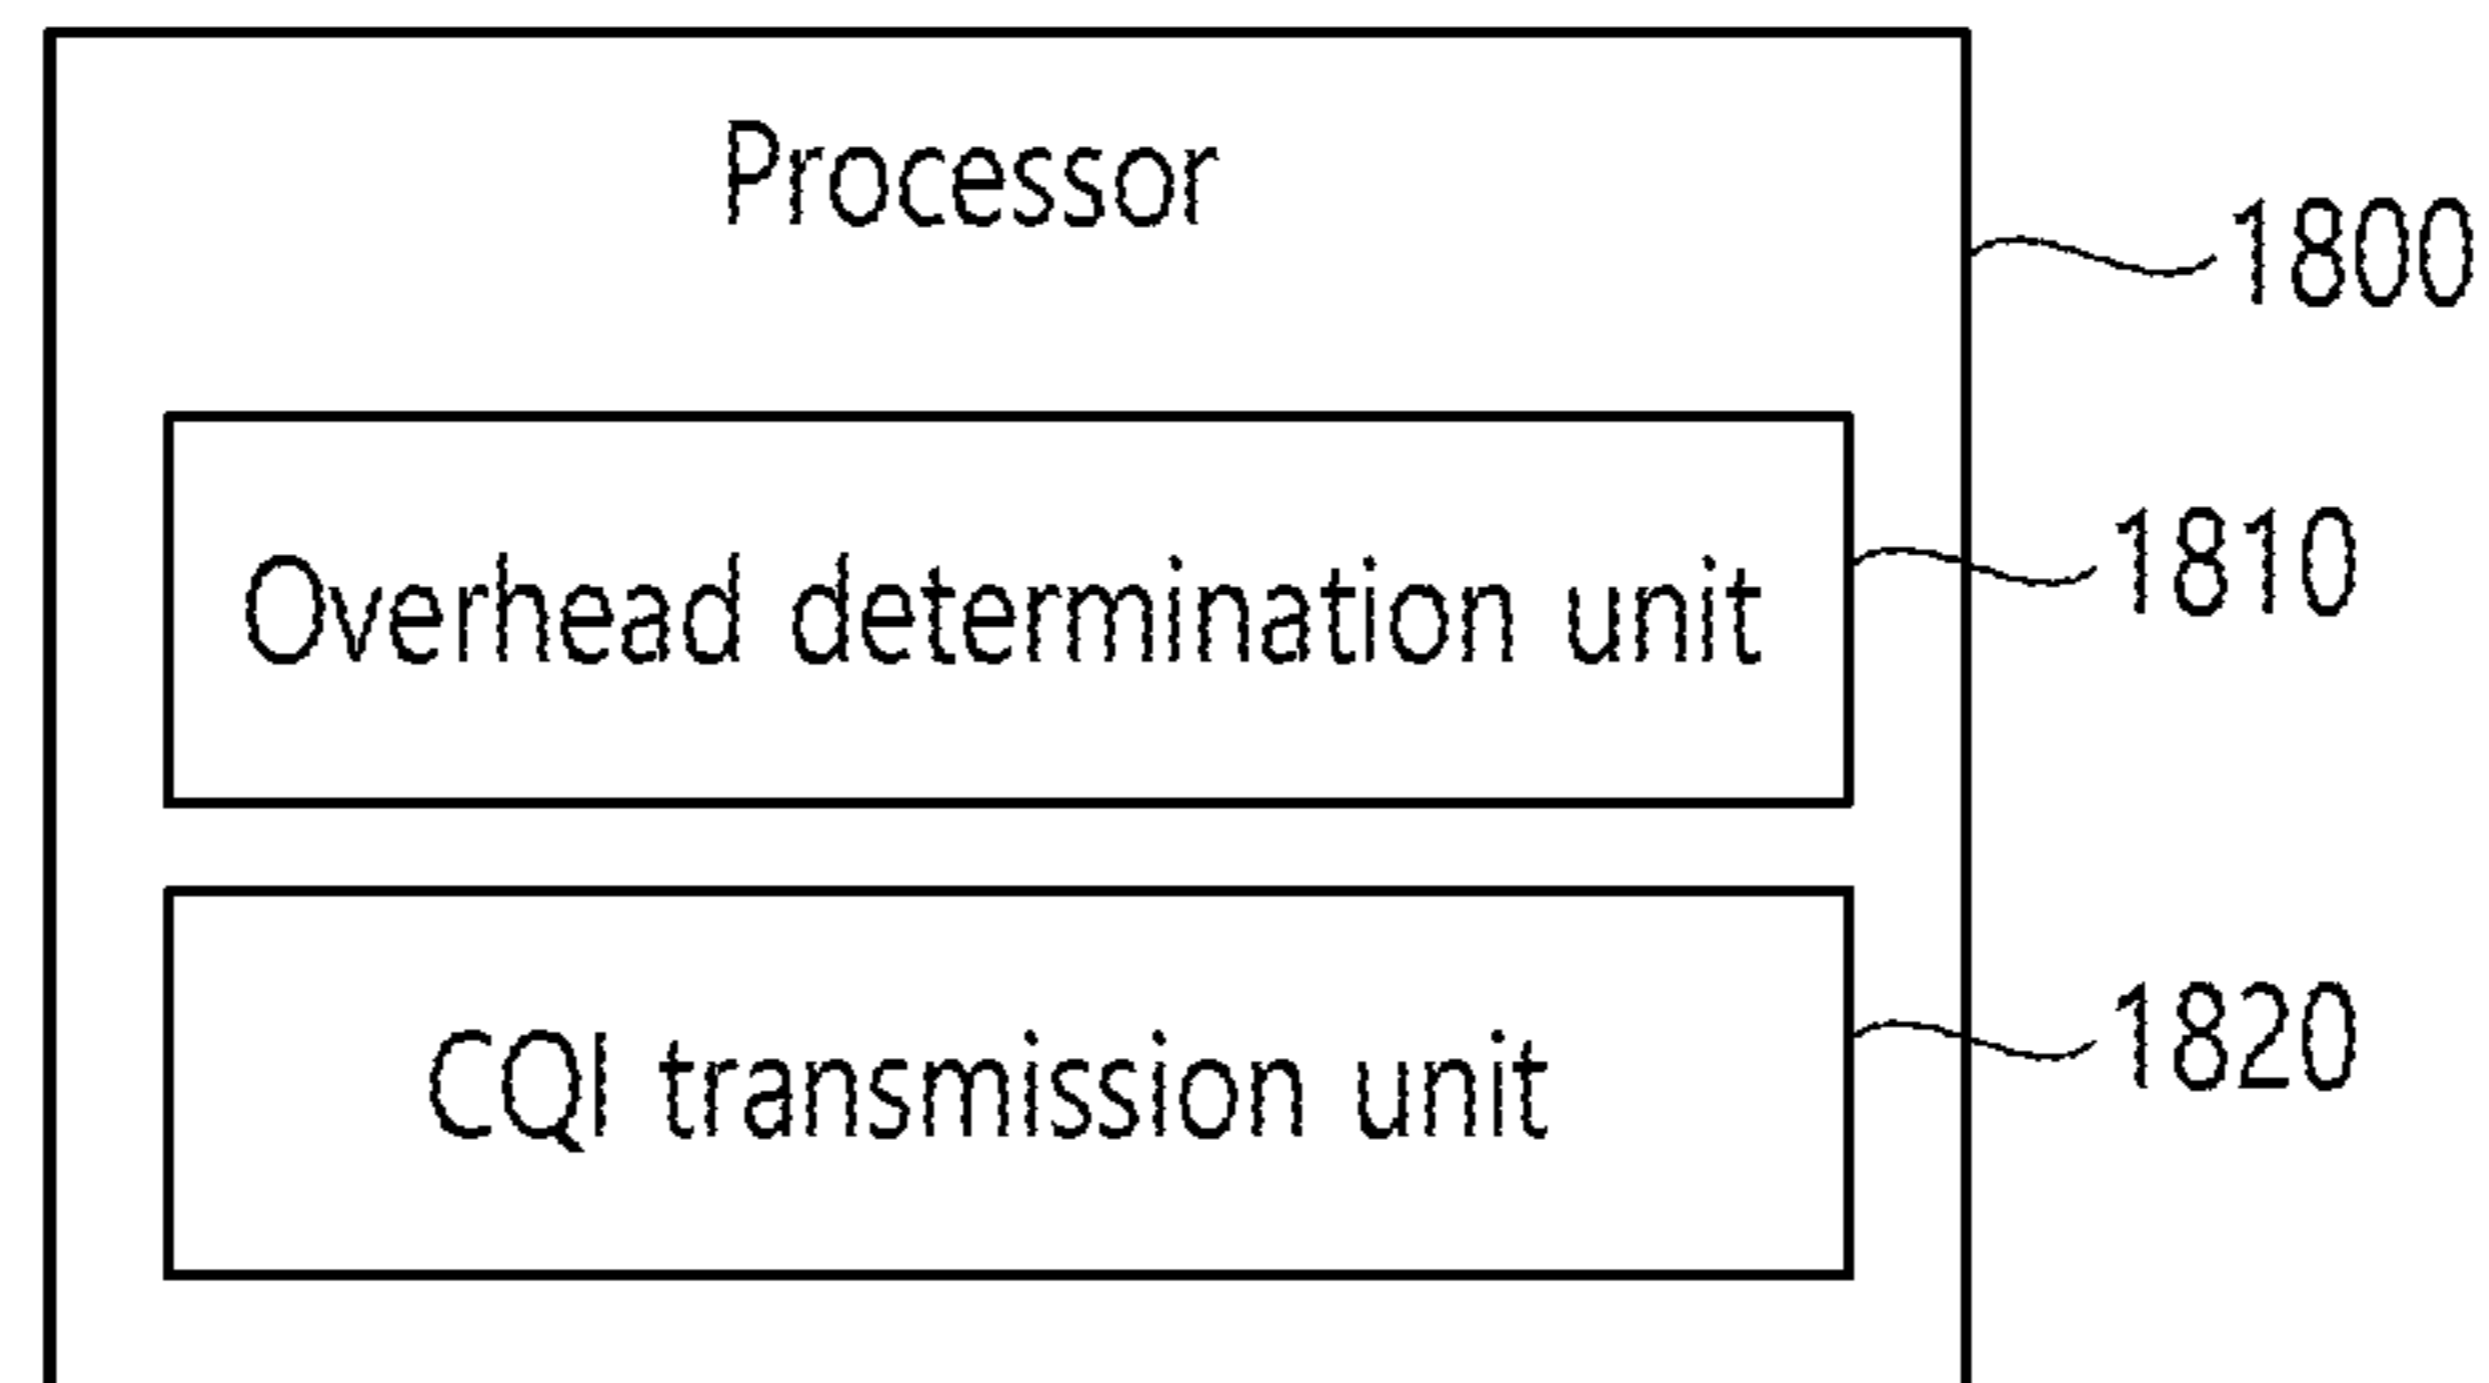 Processor
1800
Overhead determination unit
1810
CQI transmission unit
1820